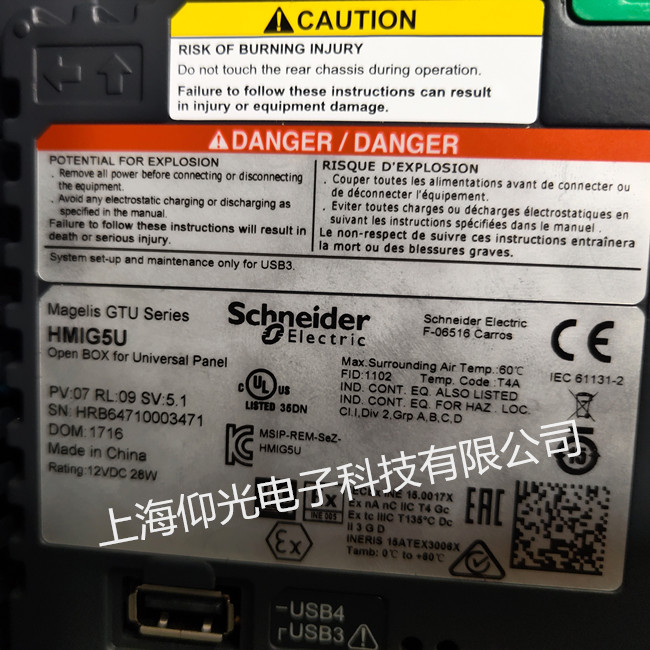 CAUTION
RISK OF BURNING INJURY
Do not touch the rear chassis during operation.
Failure to follow these instructions can result
in injury or equipment damage.
DANGER / DANGER
POTENTIAL FOR EXPLOSION
. Remove all power before connecting or disconnecting
the equipment.
. Avoid any electrostatic charging or discharging as
specified in the manual.
Failure to follow these instructions will result in
death or serious injury.
System set-up and maintenance only for USB3.
RISQUE D'EXPLOSION
. Couper toutes les alimentations avant de connecter ou
de déconnecter l'équipement.
. Eviter toutes charges ou décharges électrostatiques en
suivant les instructions spécifiées dans le manuel .
Le non-respect de suivre ces instructions entraînera
la mort ou des blessures graves.
Magelis GTU Series
HMIG5U
Open BOX for Universal Panel
Schneider
Electric
Schneider Electric
F-06516 Carros
CE
IEC 61131-2
PV:07 RL:09 SV:5.1
SN: HRB64710003471
DOM:1716
Made in China
Rating:12VDC 28W
C UL US
LISTED 36DN
Max.Surrounding Air Temp:60℃
FID:1102 Temp. Code:T4A
IND. CONT. EQ. ALSO LISTED
IND. CONT. EQ. FOR HAZ. LOC.
Cl.I,Div 2,Grp A,B,C,D
MSIP-REM-SeZ-
HMIG5U
上海仰光电子科技有限公司
INE 15.0017X
Ex nA nC IIC T4 Gc
Ex tc IIIC T135°C Dc
II 3 G D
INERIS 15ATEX3006X
Tamb: 0℃ to +60℃
EAC
Ex
USB4
USB3